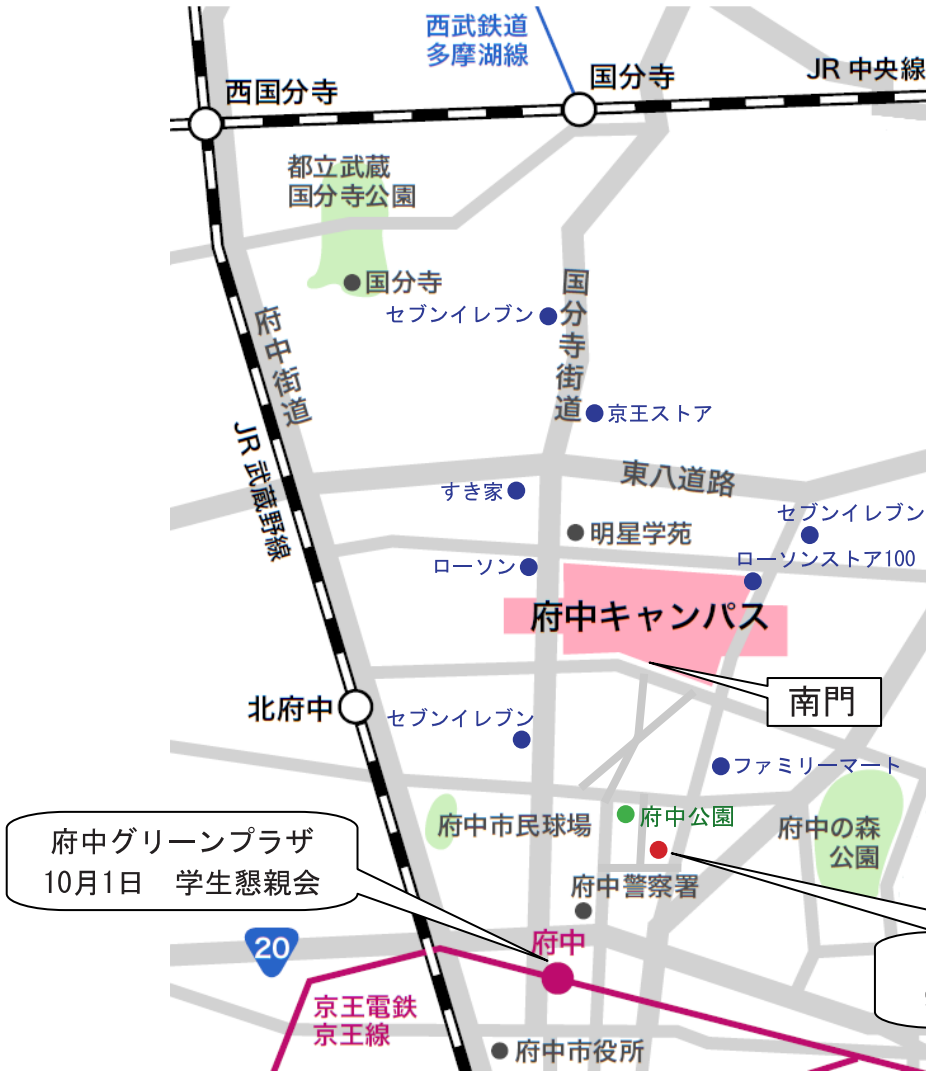 西武鉄道
多摩湖線
国分寺
JR 中央線
西国分寺
都立武蔵
国分寺公園
国分寺
セブンイレブン
国分寺街道
府中街道
京王ストア
JR 武蔵野線
東八道路
すき家
セブンイレブン
明星学苑
ローソンストア100
ローソン
府中キャンパス
南門
北府中
セブンイレブン
ファミリーマート
府中公園
府中市民球場
府中の森
公園
府中グリーンプラザ
10月1日 学生懇親会
府中警察署
府中
20
京王電鉄
京王線
府中市役所